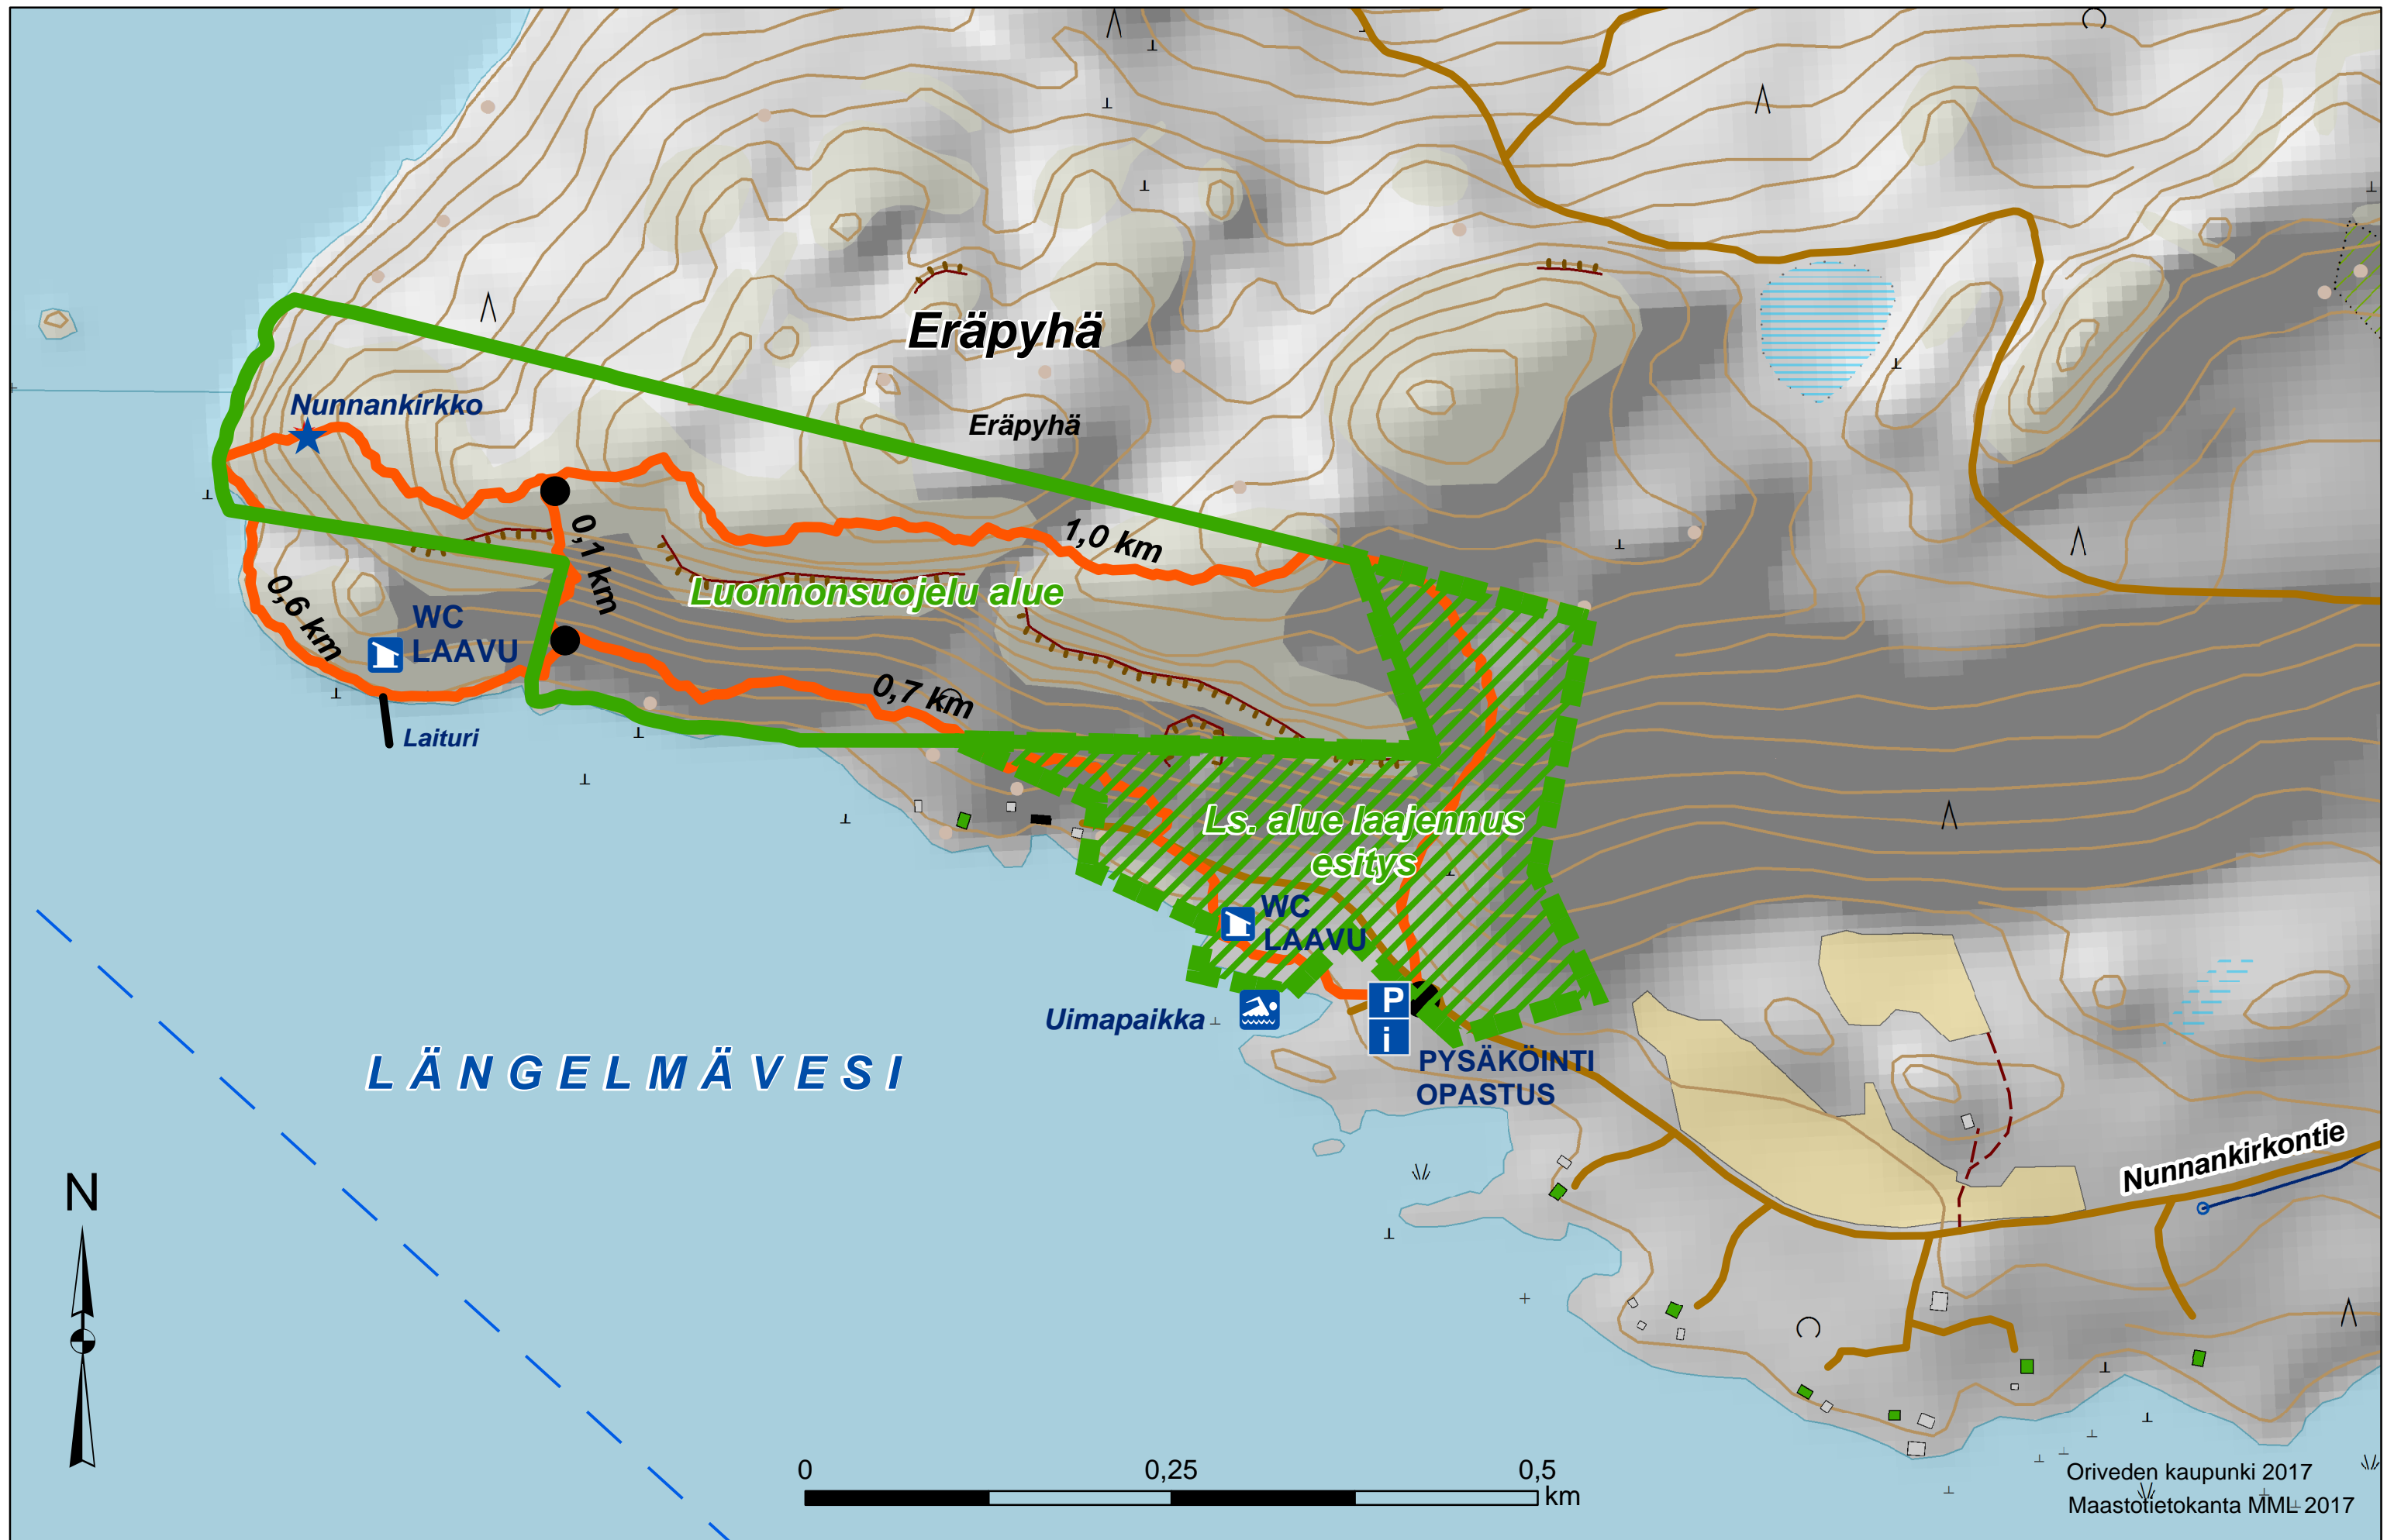 Eräpyhä
Nunnankirkko
Eräpyhä
0,1 km
1,0 km
Luonnonsuojelu alue
0,6 km
WC
LAAVU
0,7 km
Laituri
Ls. alue laajennus
esitys
WC
LAAVU
P
Uimapaikka
i
PYSÄKÖINTI
OPASTUS
LÄNGELMÄVESI
Nunnankirkontie
N
0
0,25
0,5
km
Oriveden kaupunki 2017
Maastotietokanta MML 2017